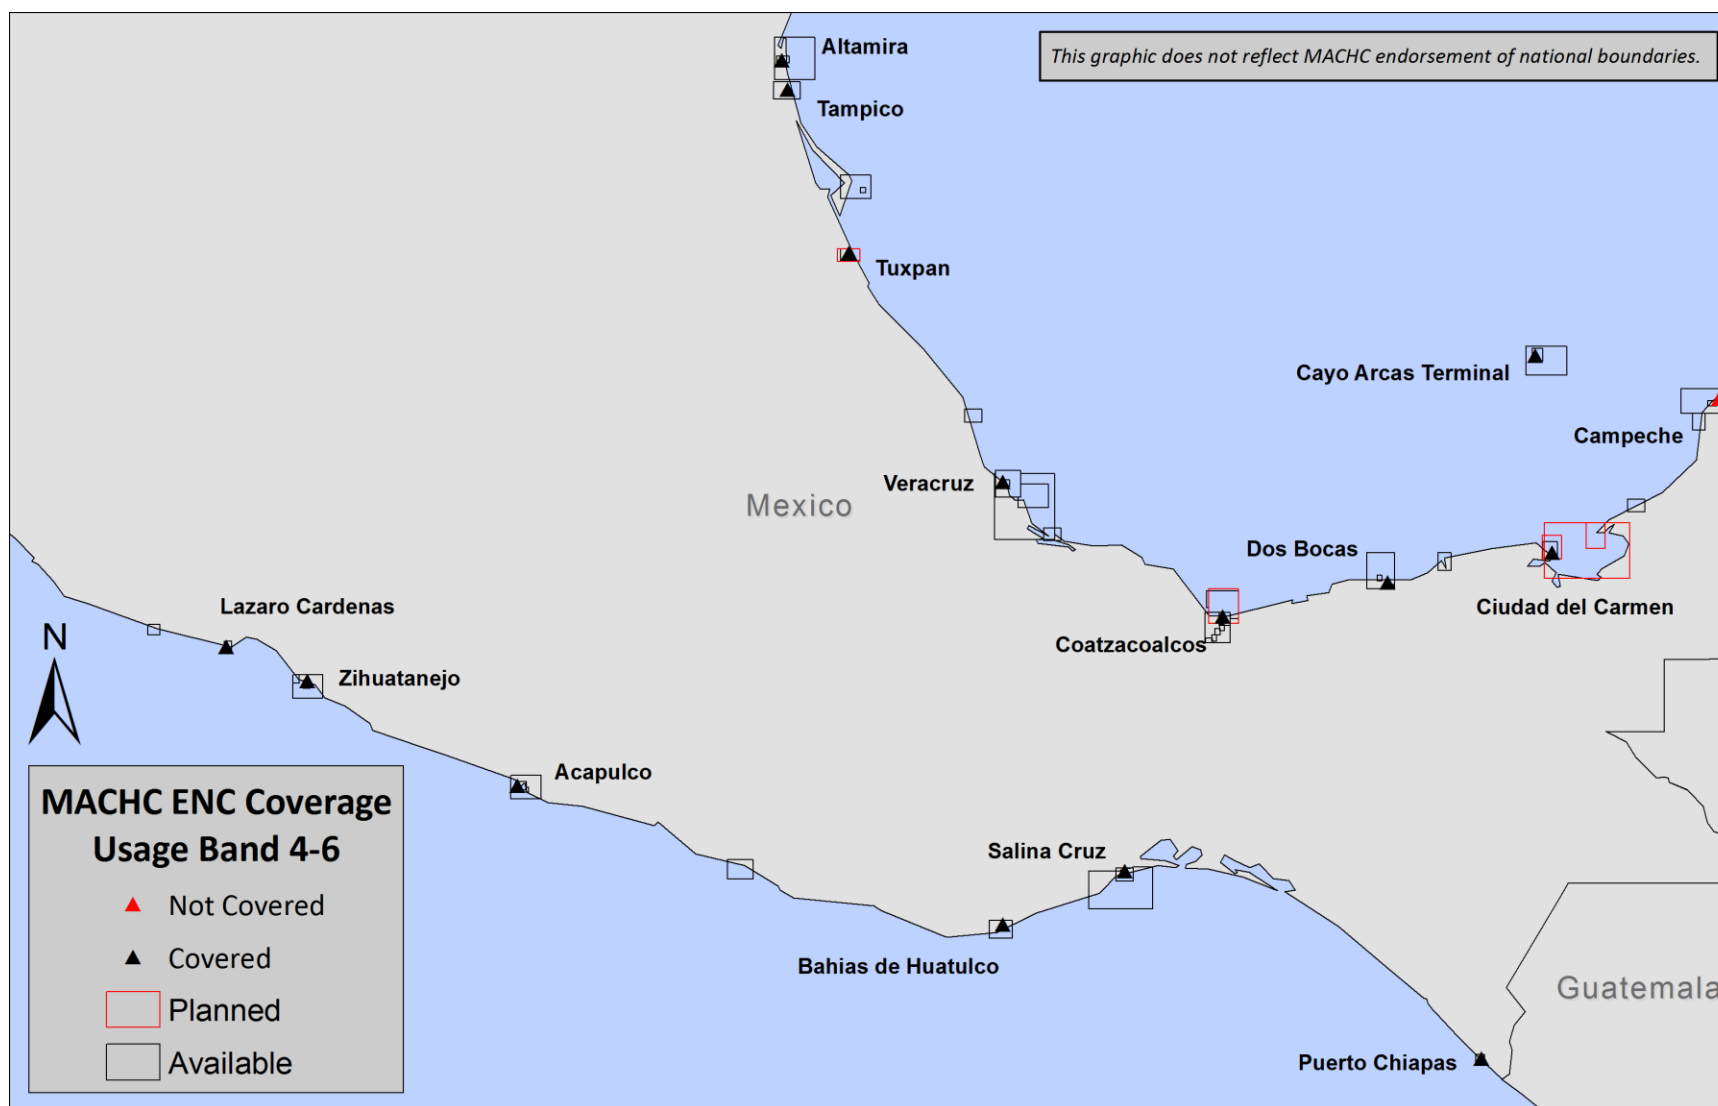 Altamira
This graphic does not reflect MACHC endorsement of national boundaries.
Tampico
Tuxpan
Cayo Arcas Terminal
Campeche
Veracruz
Mexico
Dos Bocas
Lazaro Cardenas
Ciudad del Carmen
Coatzacoalcos
N
Zihuatanejo
Acapulco
MACHC ENC Coverage
Usage Band 4-6
Not Covered
Covered
Planned
Available
Salina Cruz
Bahias de Huatulco
Guatemala
Puerto Chiapas